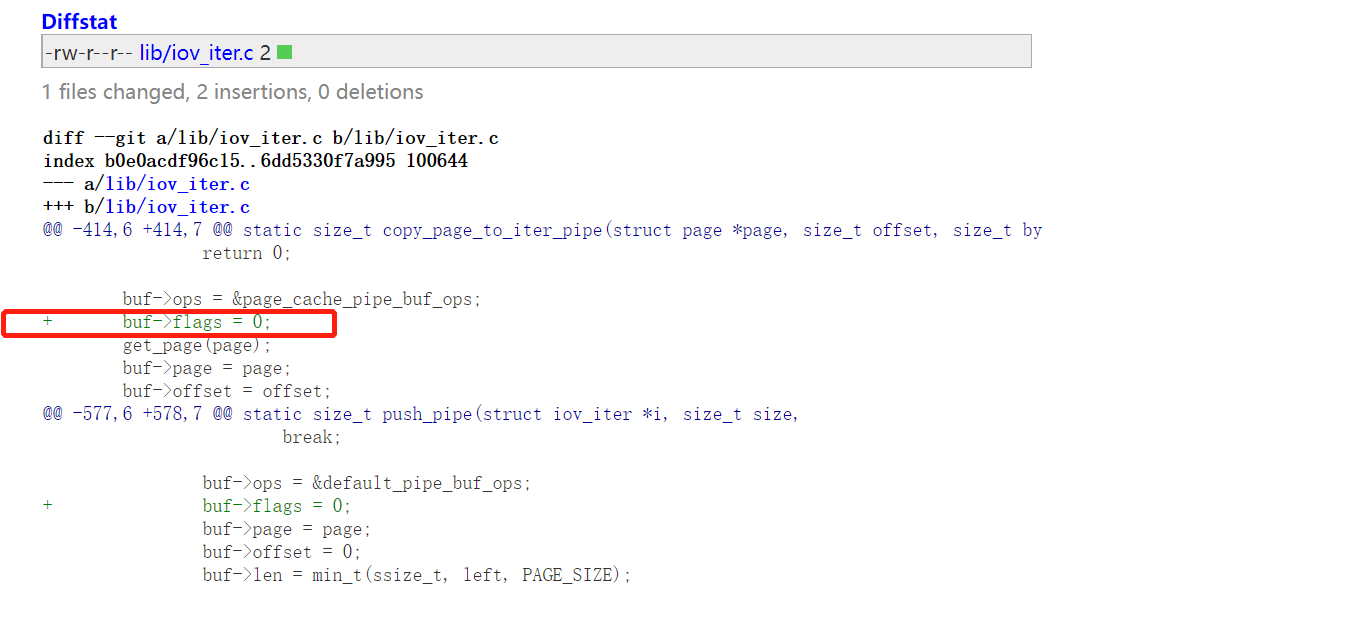 Diffstat
-rw-r--r-- lib/iov_iter.c 2
1 files changed, 2 insertions, 0 deletions
diff --git a/lib/iov_iter.c b/lib/iov_iter.c
index b0e0acdf96c15..6dd5330f7a995 100644
--- a/lib/iov_iter.c
+++ b/lib/iov_iter.c
@@ -414,6 +414,7 @@ static size_t copy_page_to_iter_pipe(struct page *page, size_t offset, size_t by
return 0;
buf->ops = &page_cache_pipe_buf_ops;
+ buf->flags = 0;
get_page(page);
buf->page = page;
buf->offset = offset;
@@ -577,6 +578,7 @@ static size_t push_pipe(struct iov_iter *i, size_t size,
break;
buf->ops = &default_pipe_buf_ops;
+ buf->flags = 0;
buf->page = page;
buf->offset = 0;
buf->len = min_t(ssize_t, left, PAGE_SIZE);